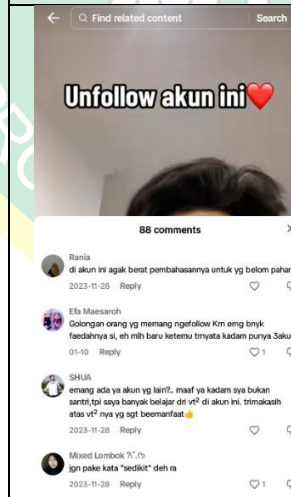 Find related content
Search
Unfollow akun ini❤️
88 comments
Rania
di akun ini agak berat pembahasannya untuk yg belom paham
2023-11-28 Reply
Efa Maesaroh
Golongan orang yg memang ngefollow Krn emg bnyk
faedahnya si, eh mlh baru ketemu trnyata kadam punya 3aku
01-10 Reply
1
SHUA
emang ada ya akun yg lain?.. maaf ya kadam sya bukan
santri,tpi saya banyak belajar dri vt² di akun ini. trimakasih
atas vt² nya yg sgt beemanfaat👍
2023-11-28 Reply
Mixed Lombok
jgn pake kata "sedikit" deh ra
2023-11-28 Reply
1